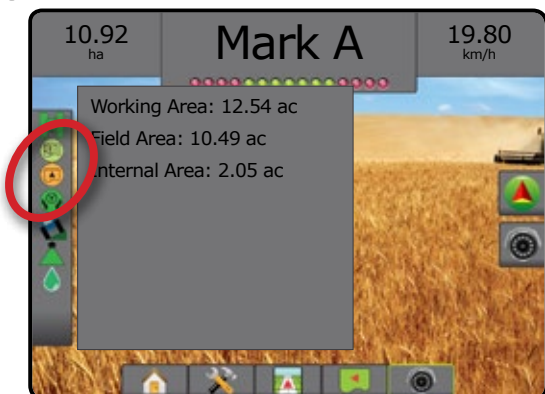 10.92
ha
Mark A
19.80
km/h
Working Area: 12.54 ac
Field Area: 10.49 ac
Internal Area: 2.05 ac